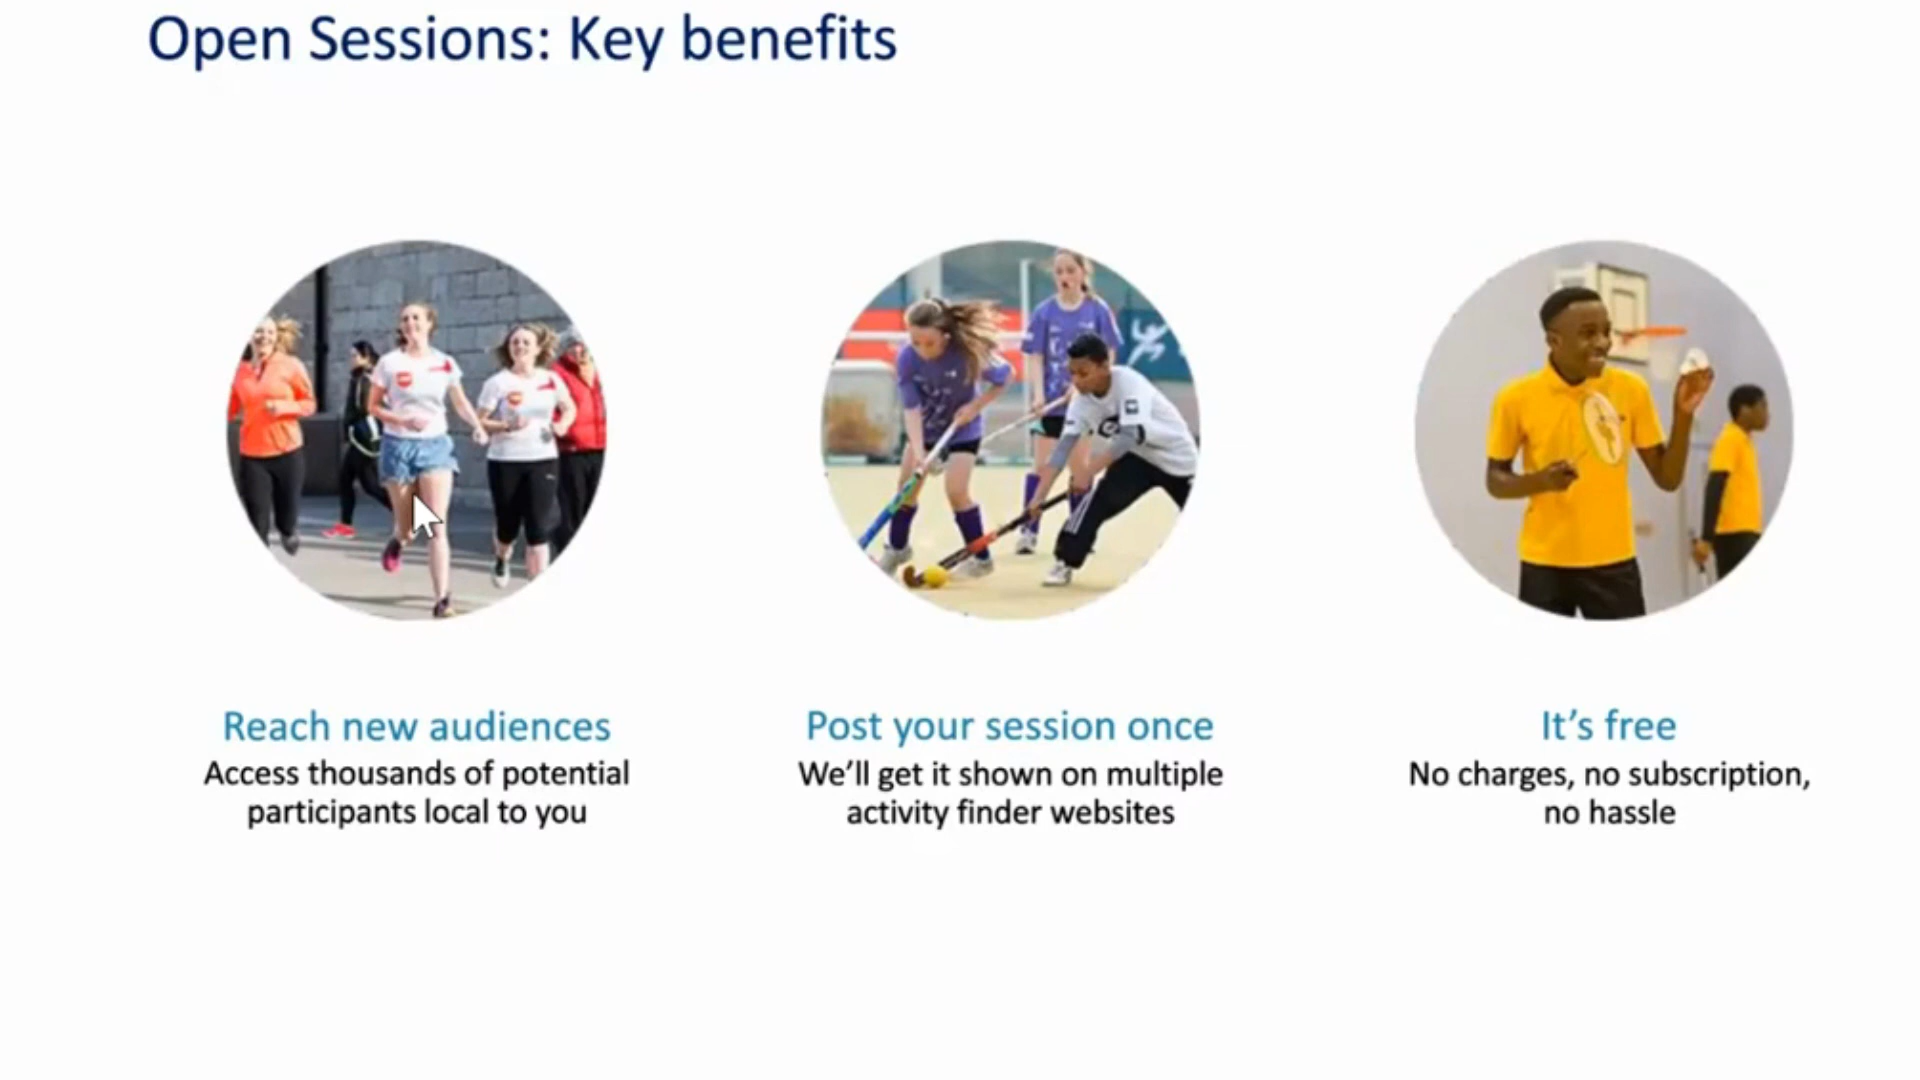 Open Sessions: Key benefits
Reach new audiences
Access thousands of potential
participants local to you
Post your session once
We’ll get it shown on multiple
activity finder websites
It’s free
No charges, no subscription,
no hassle